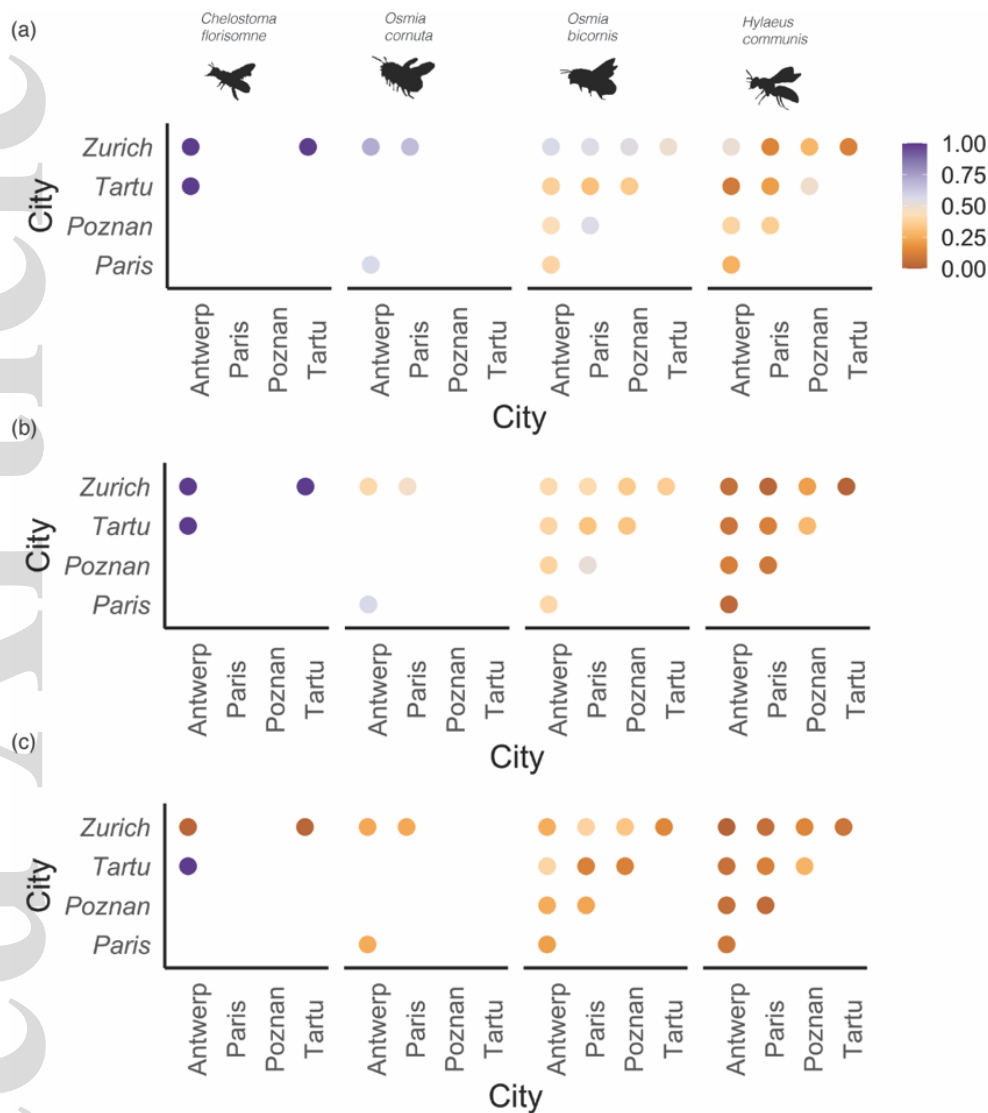 (a)
Chelostoma
florisomne
Osmia
cornuta
Osmia
bicornis
Hylaeus
communis
City
Zurich
Tartu
Poznan
Paris
1.00
0.75
0.50
0.25
0.00
Antwerp
Paris
Poznan
Tartu
Antwerp
Paris
Poznan
Tartu
Antwerp
Paris
Poznan
Tartu
Antwerp
Paris
Poznan
Tartu
City
(b)
City
Zurich
Tartu
Poznan
Paris
Antwerp
Paris
Poznan
Tartu
Antwerp
Paris
Poznan
Tartu
Antwerp
Paris
Poznan
Tartu
Antwerp
Paris
Poznan
Tartu
City
(c)
City
Zurich
Tartu
Poznan
Paris
Antwerp
Paris
Poznan
Tartu
Antwerp
Paris
Poznan
Tartu
Antwerp
Paris
Poznan
Tartu
Antwerp
Paris
Poznan
Tartu
City